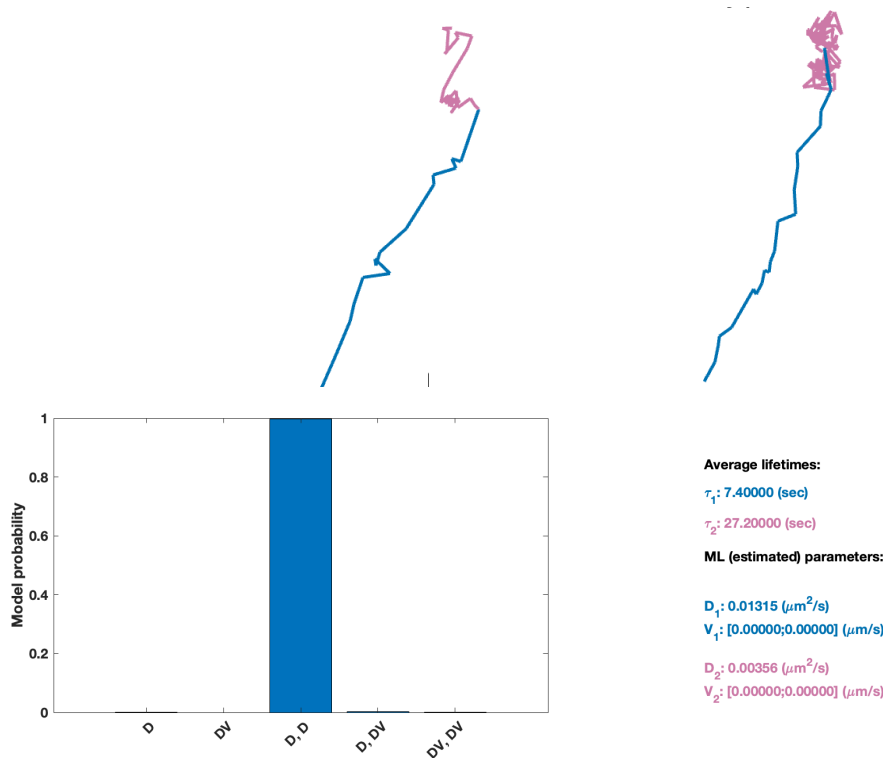 1
0.8
0.6
0.4
0.2
0
Model probability
D
DV
D, D
D, DV
DV, DV
Average lifetimes:
τ₁: 7.40000 (sec)
τ₂: 27.20000 (sec)
ML (estimated) parameters:
D₁: 0.01315 (μm²/s)
V₁: [0.00000;0.00000] (μm/s)
D₂: 0.00356 (μm²/s)
V₂: [0.00000;0.00000] (μm/s)